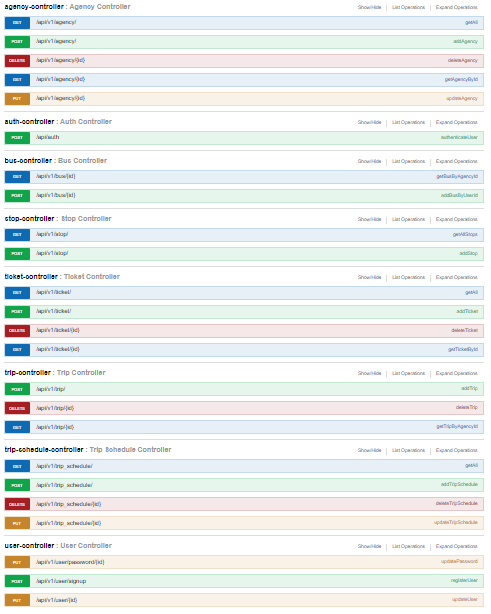 agency-controller : Agency Controller Show/Hide | List Operations | Expand Operations
GET /api/v1/agency/ getAll
POST /api/v1/agency/ addAgency
DELETE /api/v1/agency/{id} deleteAgency
GET /api/v1/agency/{id} getAgencyById
PUT /api/v1/agency/{id} updateAgency
auth-controller : Auth Controller Show/Hide | List Operations | Expand Operations
POST /api/auth authenticateUser
bus-controller : Bus Controller Show/Hide | List Operations | Expand Operations
GET /api/v1/bus/{id} getBusByAgencyId
POST /api/v1/bus/{id} addBusByUserId
stop-controller : Stop Controller Show/Hide | List Operations | Expand Operations
GET /api/v1/stop/ getAllStops
POST /api/v1/stop/ addStop
ticket-controller : Ticket Controller Show/Hide | List Operations | Expand Operations
GET /api/v1/ticket/ getAll
POST /api/v1/ticket/ addTicket
DELETE /api/v1/ticket/{id} deleteTicket
GET /api/v1/ticket/{id} getTicketById
trip-controller : Trip Controller Show/Hide | List Operations | Expand Operations
POST /api/v1/trip/ addTrip
DELETE /api/v1/trip/{id} deleteTrip
GET /api/v1/trip/{id} getTripByAgencyId
trip-schedule-controller : Trip Schedule Controller Show/Hide | List Operations | Expand Operations
GET /api/v1/trip_schedule/ getAll
POST /api/v1/trip_schedule/ addTripSchedule
DELETE /api/v1/trip_schedule/{id} deleteTripSchedule
PUT /api/v1/trip_schedule/{id} updateTripSchedule
user-controller : User Controller Show/Hide | List Operations | Expand Operations
PUT /api/v1/user/password/{id} updatePassword
POST /api/v1/user/signup registerUser
PUT /api/v1/user/{id} updateUser